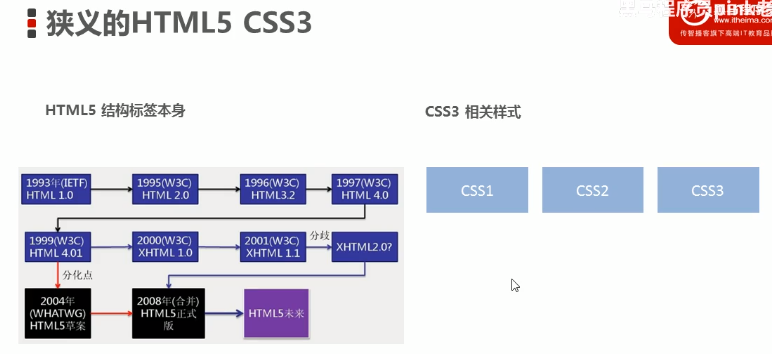 狭义的HTML5 CSS3
www.itheima.com
传智播客旗下高端IT教育品牌
HTML5 结构标签本身
CSS3 相关样式
1993年(IETF)
HTML 1.0
1995(W3C)
HTML 2.0
1996(W3C)
HTML3.2
1997(W3C)
HTML 4.0
CSS1
CSS2
CSS3
1999(W3C)
HTML 4.01
2000(W3C)
XHTML 1.0
2001(W3C)
XHTML 1.1
分歧
XHTML2.0?
分化点
2004年
(WHATWG)
HTML5草案
2008年(合并)
HTML5正式
版
HTML5未来